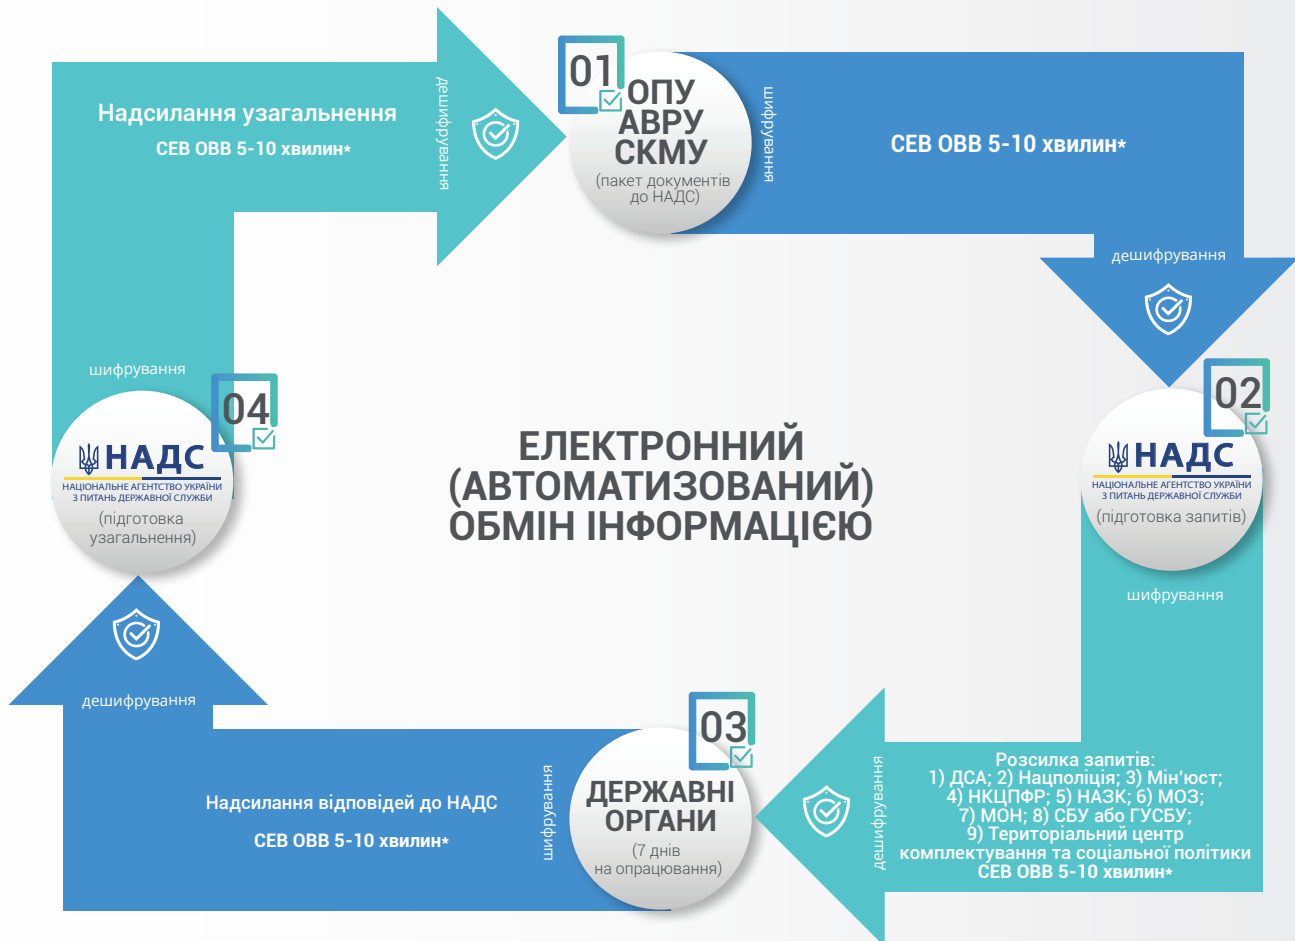 01
ОПУ
АВРУ
СКМУ
(пакет документів
до НАДС)
шифрування
СЕВ ОВВ 5-10 хвилин*
дешифрування
02
НАДС
НАЦІОНАЛЬНЕ АГЕНТСТВО УКРАЇНИ
З ПИТАНЬ ДЕРЖАВНОЇ СЛУЖБИ
(підготовка запитів)
шифрування
Розсилка запитів:
1) ДСА; 2) Нацполіція; 3) Мін'юст;
4) НКЦПФР; 5) НАЗК; 6) МОЗ;
7) МОН; 8) СБУ або ГУСБУ;
9) Територіальний центр
комплектування та соціальної політики
СЕВ ОВВ 5-10 хвилин*
дешифрування
03
ДЕРЖАВНІ
ОРГАНИ
(7 днів
на опрацювання)
шифрування
Надсилання відповідей до НАДС
СЕВ ОВВ 5-10 хвилин*
дешифрування
04
НАДС
НАЦІОНАЛЬНЕ АГЕНТСТВО УКРАЇНИ
З ПИТАНЬ ДЕРЖАВНОЇ СЛУЖБИ
(підготовка
узагальнення)
шифрування
Надсилання узагальнення
СЕВ ОВВ 5-10 хвилин*
дешифрування
ЕЛЕКТРОННИЙ
(АВТОМАТИЗОВАНИЙ)
ОБМІН ІНФОРМАЦІЄЮ